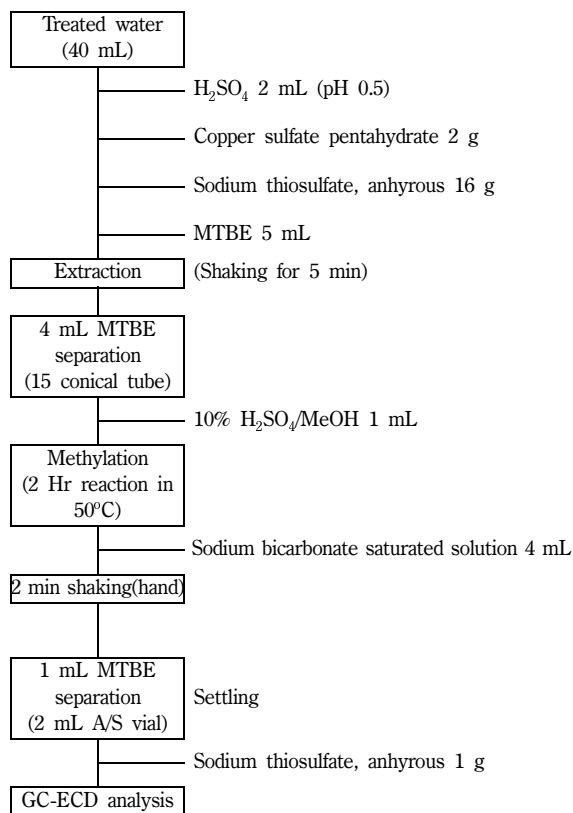 Treated water
(40 mL)
H₂SO₄ 2 mL (pH 0.5)
Copper sulfate pentahydrate 2 g
Sodium thiosulfate, anhyrous 16 g
MTBE 5 mL
Extraction
(Shaking for 5 min)
4 mL MTBE
separation
(15 conical tube)
10% H₂SO₄/MeOH 1 mL
Methylation
(2 Hr reaction in
50°C)
Sodium bicarbonate saturated solution 4 mL
2 min shaking(hand)
1 mL MTBE
separation
(2 mL A/S vial)
Settling
Sodium thiosulfate, anhyrous 1 g
GC-ECD analysis